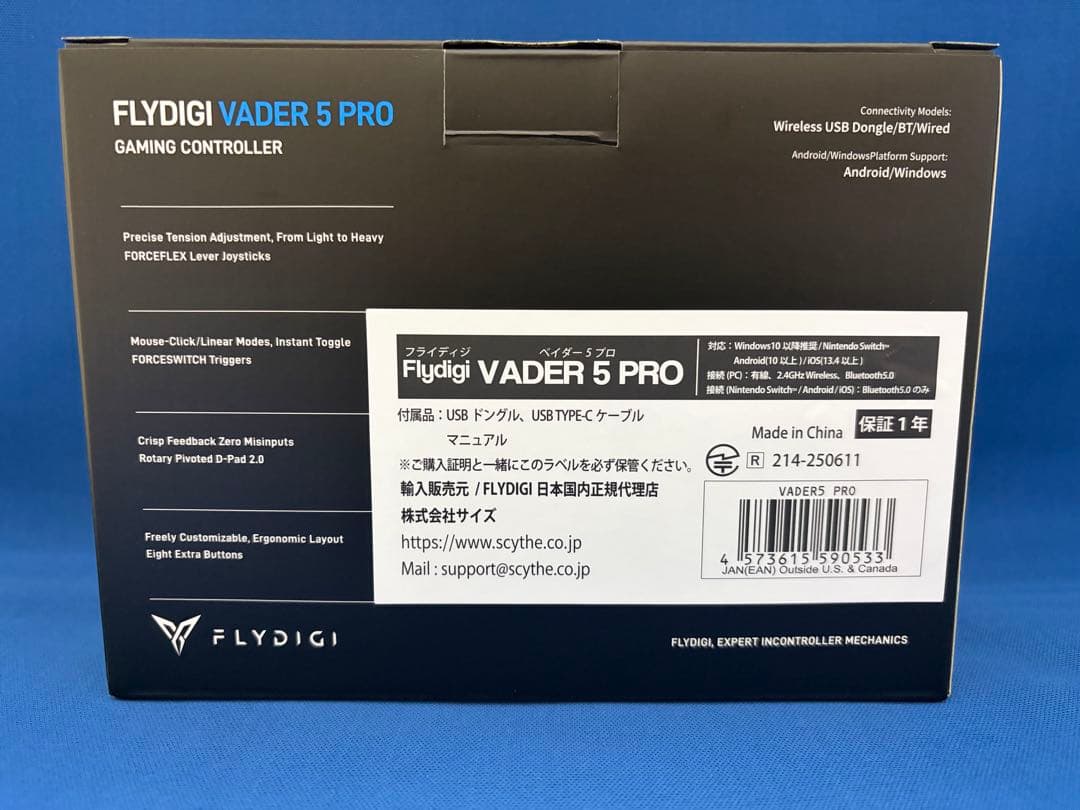 FLYDIGI VADER 5 PRO
GAMING CONTROLLER
Connectivity Models:
Wireless USB Dongle/BT/Wired
Android/WindowsPlatform Support:
Android/Windows
Precise Tension Adjustment, From Light to Heavy
FORCEFLEX Lever Joysticks
Mouse-Click/Linear Modes, Instant Toggle
FORCESWITCH Triggers
Crisp Feedback Zero Misinputs
Rotary Pivoted D-Pad 2.0
Freely Customizable, Ergonomic Layout
Eight Extra Buttons
フライディジ ベイダー 5 プロ
Flydigi VADER 5 PRO
対応:Windows10 以降推奨 / Nintendo Switch™
Android(10 以上) / iOS(13.4 以上)
接続 (PC):有線、2.4GHz Wireless、Bluetooth5.0
接続 (Nintendo Switch™ / Android / iOS):Bluetooth5.0 のみ
付属品:USB ドングル、USB TYPE-C ケーブル
マニュアル
Made in China 保証 1 年
※ご購入証明と一緒にこのラベルを必ず保管ください。
R 214-250611
輸入販売元 / FLYDIGI 日本国内正規代理店
株式会社サイズ
https://www.scythe.co.jp
Mail : support@scythe.co.jp
VADER5 PRO
4 573615 590533
JAN(EAN) Outside U.S. & Canada
FLYDIGI
FLYDIGI, EXPERT INCONTROLLER MECHANICS